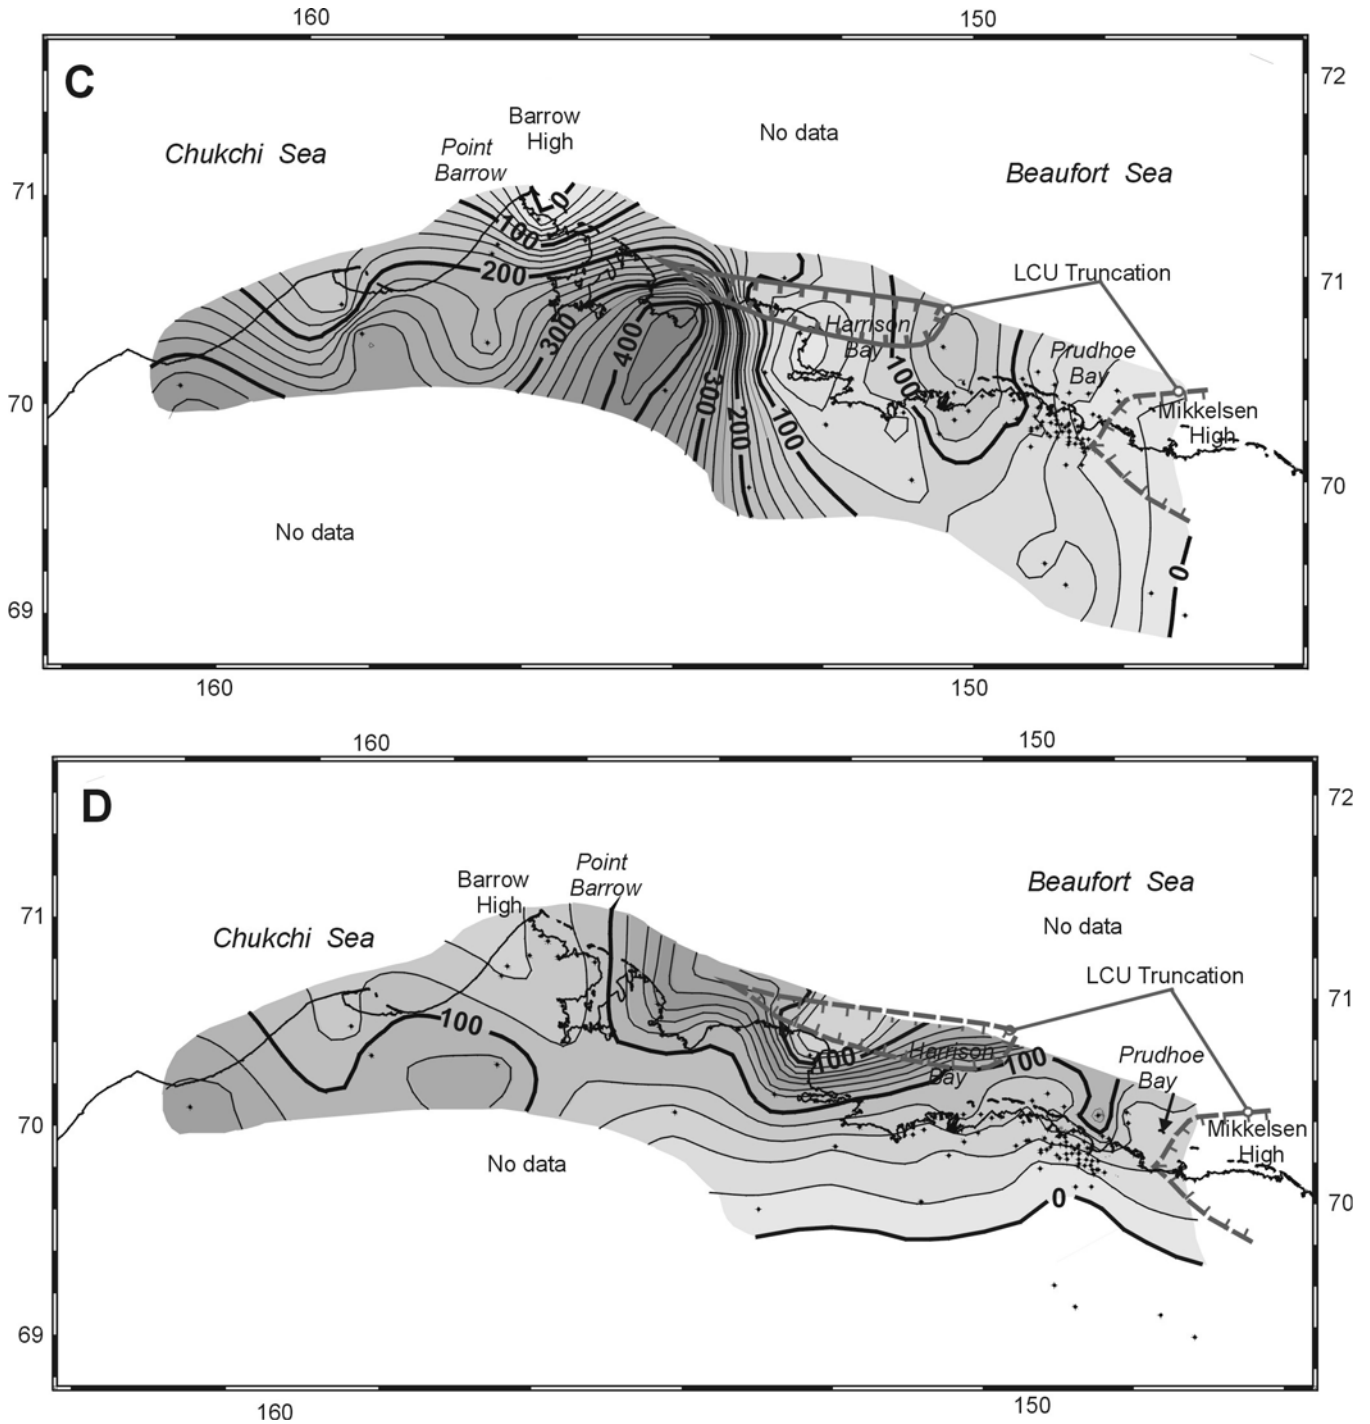 160 150
C
72
Barrow
High
No data
Point
Barrow
Chukchi Sea
Beaufort Sea
71
0
100
200
71
LCU Truncation
300
400
Harrison
Bay
Prudhoe
Bay
100
70
300
200
100
Mikkelsen
High
70
No data
0
69
160 150
160 150
D
72
Point
Barrow
Barrow
High
Beaufort Sea
71
No data
Chukchi Sea
LCU Truncation
71
100
100
Harrison
Bay
100
Prudhoe
Bay
70
Mikkelsen
High
No data
0
70
69
160 150